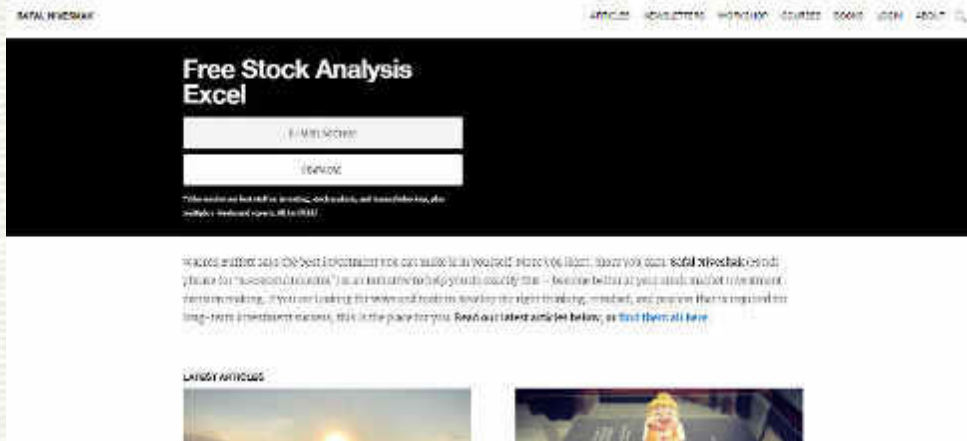 SAFAL NIVESHAK
ARTICLES NEWSLETTERS WORKSHOP COURSES BOOKS LOGIN ABOUT
Free Stock Analysis
Excel
Warren Buffett says the best investment you can make is in yourself. More you learn, more you earn. Safal Niveshak (Hindi
phrase for "successful investor") is an initiative to help you do exactly this – become better at your stock market investment
decision making. If you are looking for ways and tools to develop the right thinking, mindset, and process that is required for
long-term investment success, this is the place for you. Read our latest articles below, or find them all here
LATEST ARTICLES